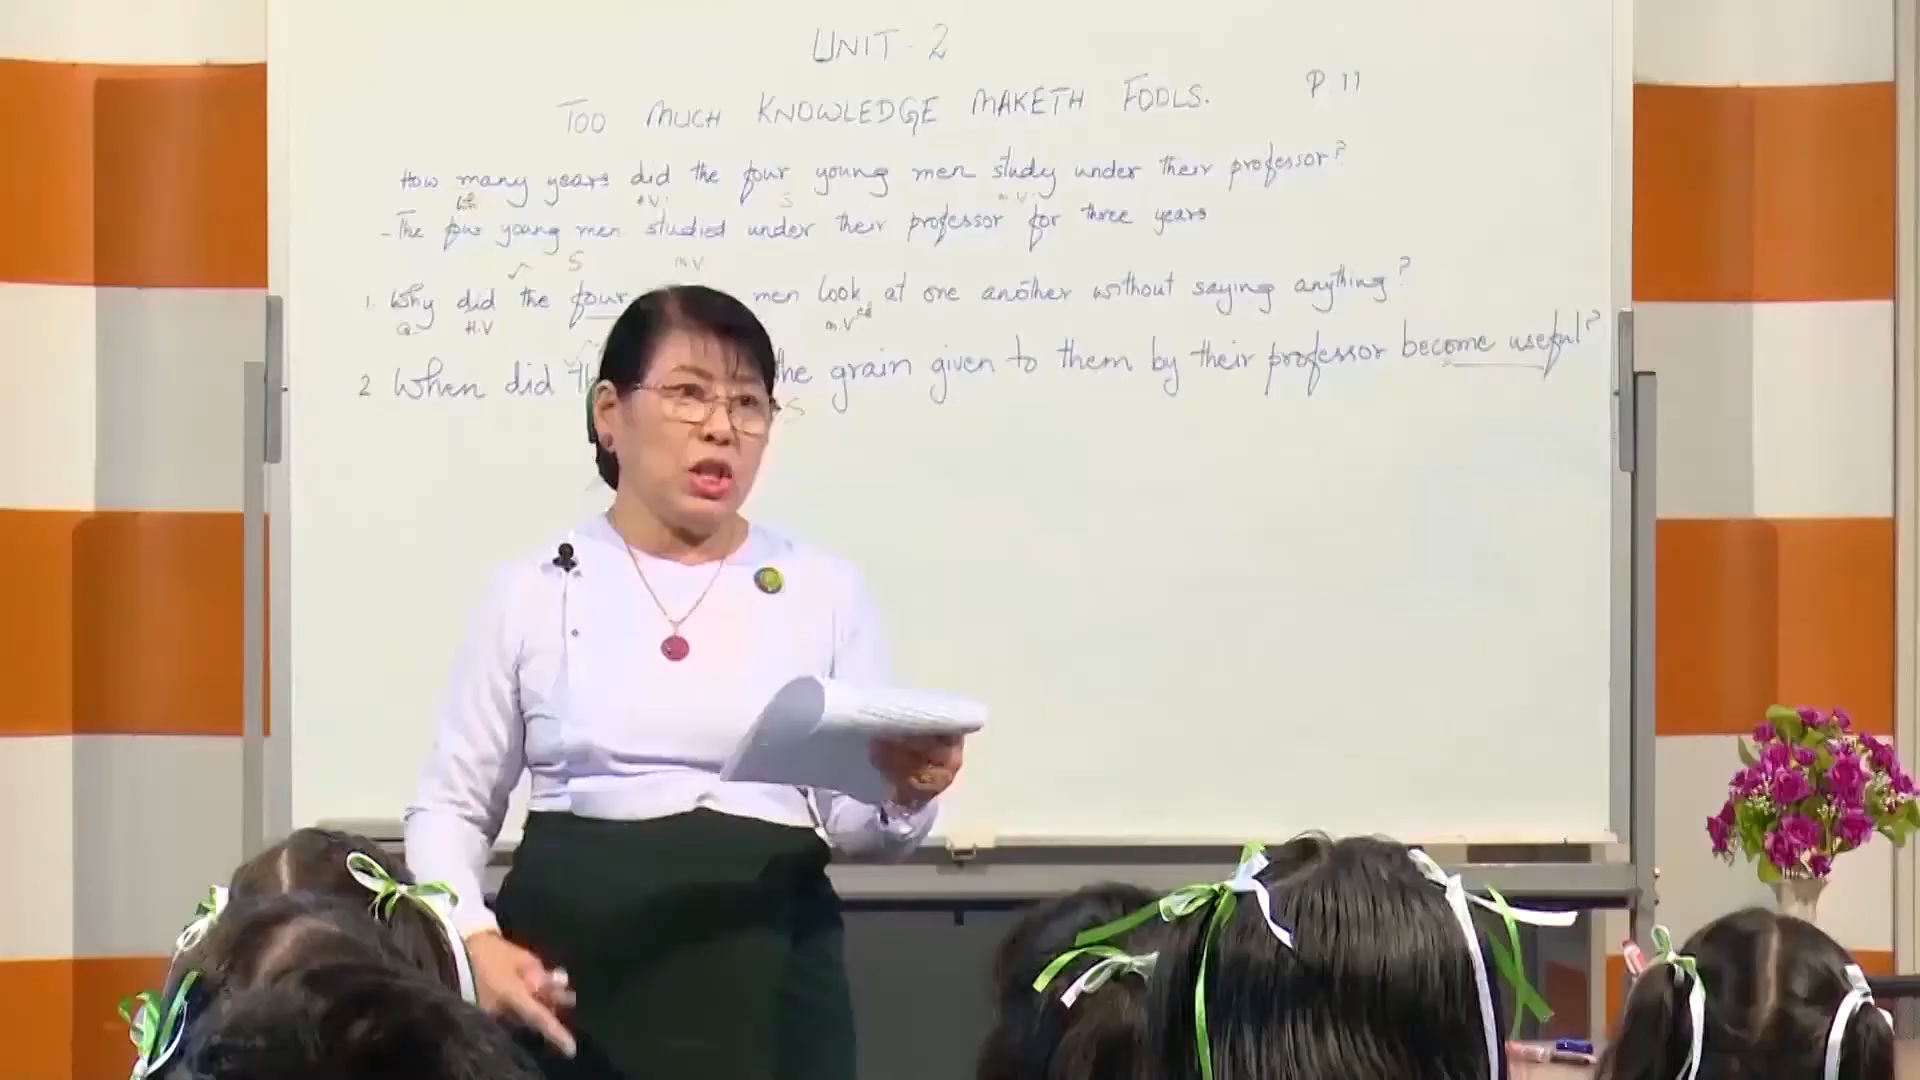 UNIT - 2
TOO MUCH KNOWLEDGE MAKETH FOOLS. P. 11
How many years did the four young men study under their professor?
S
- The four young men studied under their professor for three years
S m.v
1. Why did the four men look at one another without saying anything?
Q H.V m.v ed
2 When did the grain given to them by their professor become useful?
S